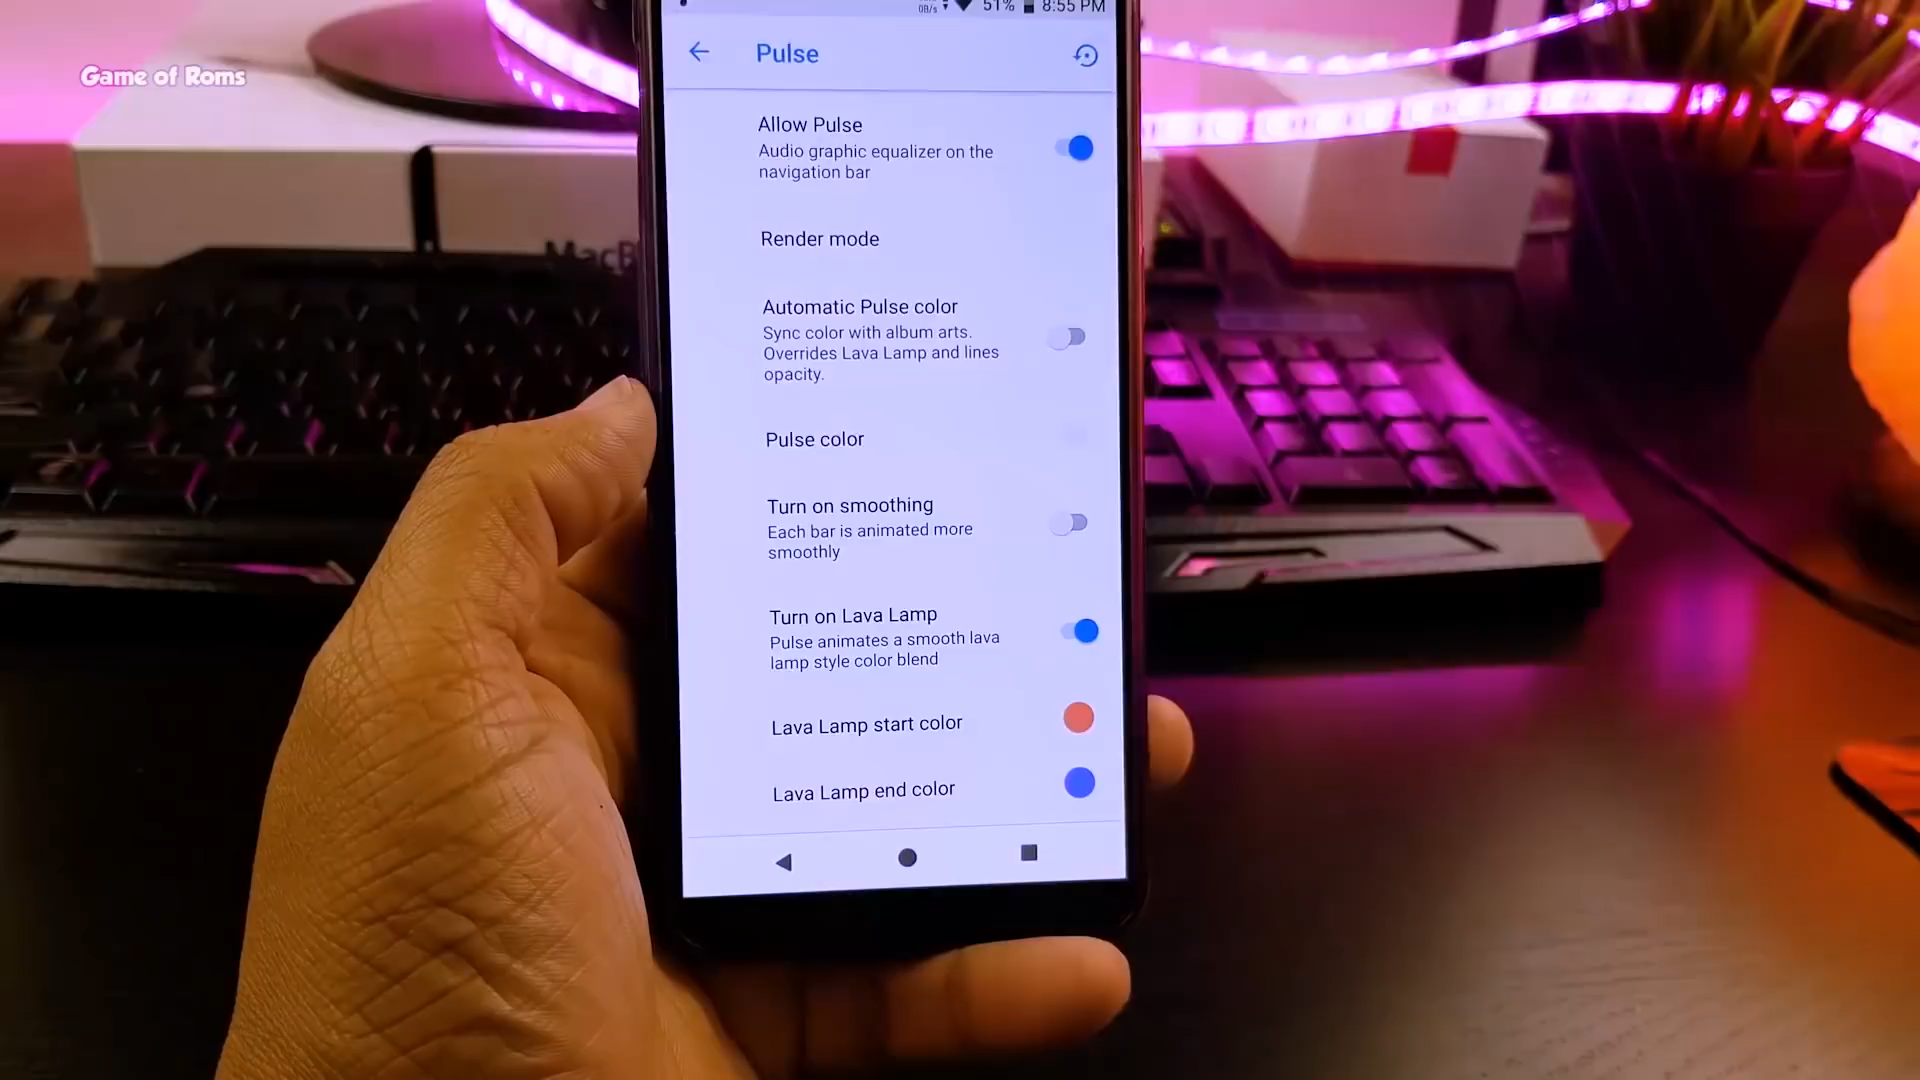 Game of Roms
0B/s 51% 8:55 PM
Pulse
Allow Pulse
Audio graphic equalizer on the
navigation bar
Render mode
Automatic Pulse color
Sync color with album arts.
Overrides Lava Lamp and lines
opacity.
Pulse color
Turn on smoothing
Each bar is animated more
smoothly
Turn on Lava Lamp
Pulse animates a smooth lava
lamp style color blend
Lava Lamp start color
Lava Lamp end color